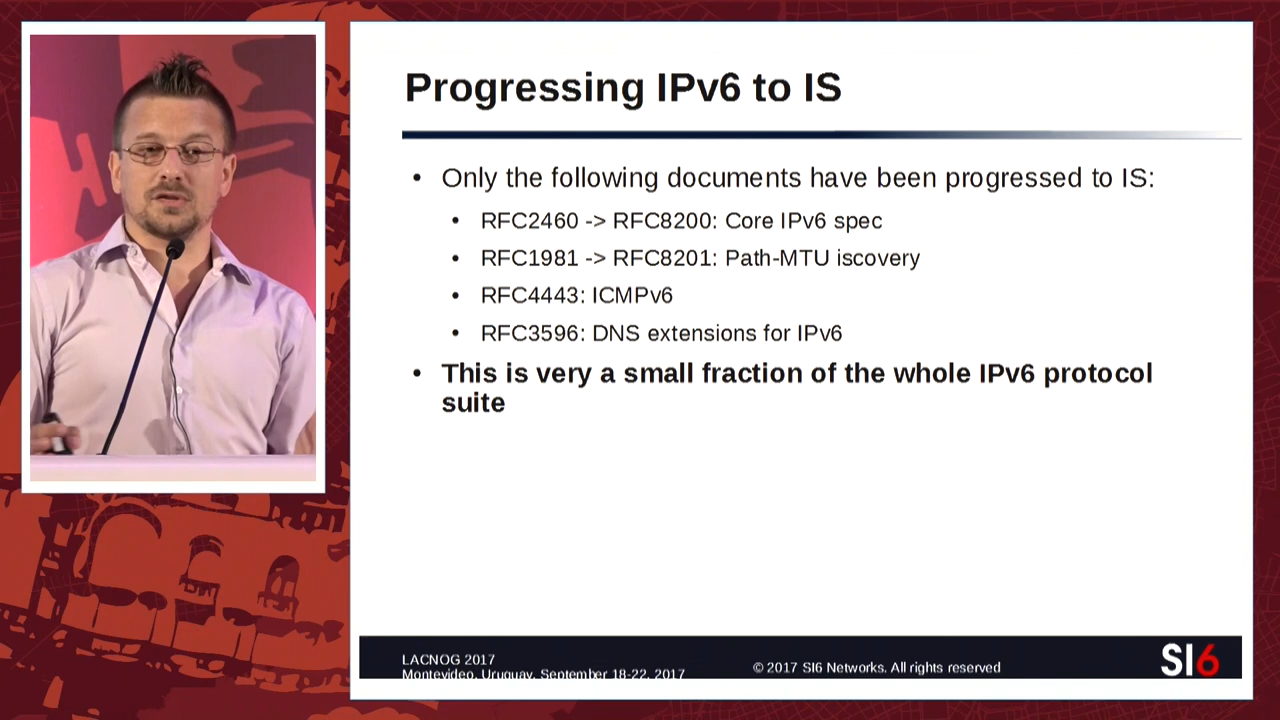 Progressing IPv6 to IS
• Only the following documents have been progressed to IS:
• RFC2460 -> RFC8200: Core IPv6 spec
• RFC1981 -> RFC8201: Path-MTU iscovery
• RFC4443: ICMPv6
• RFC3596: DNS extensions for IPv6
• This is very a small fraction of the whole IPv6 protocol
suite
LACNOG 2017
Montevideo, Uruguay, September 18-22, 2017
© 2017 SI6 Networks. All rights reserved
SI6